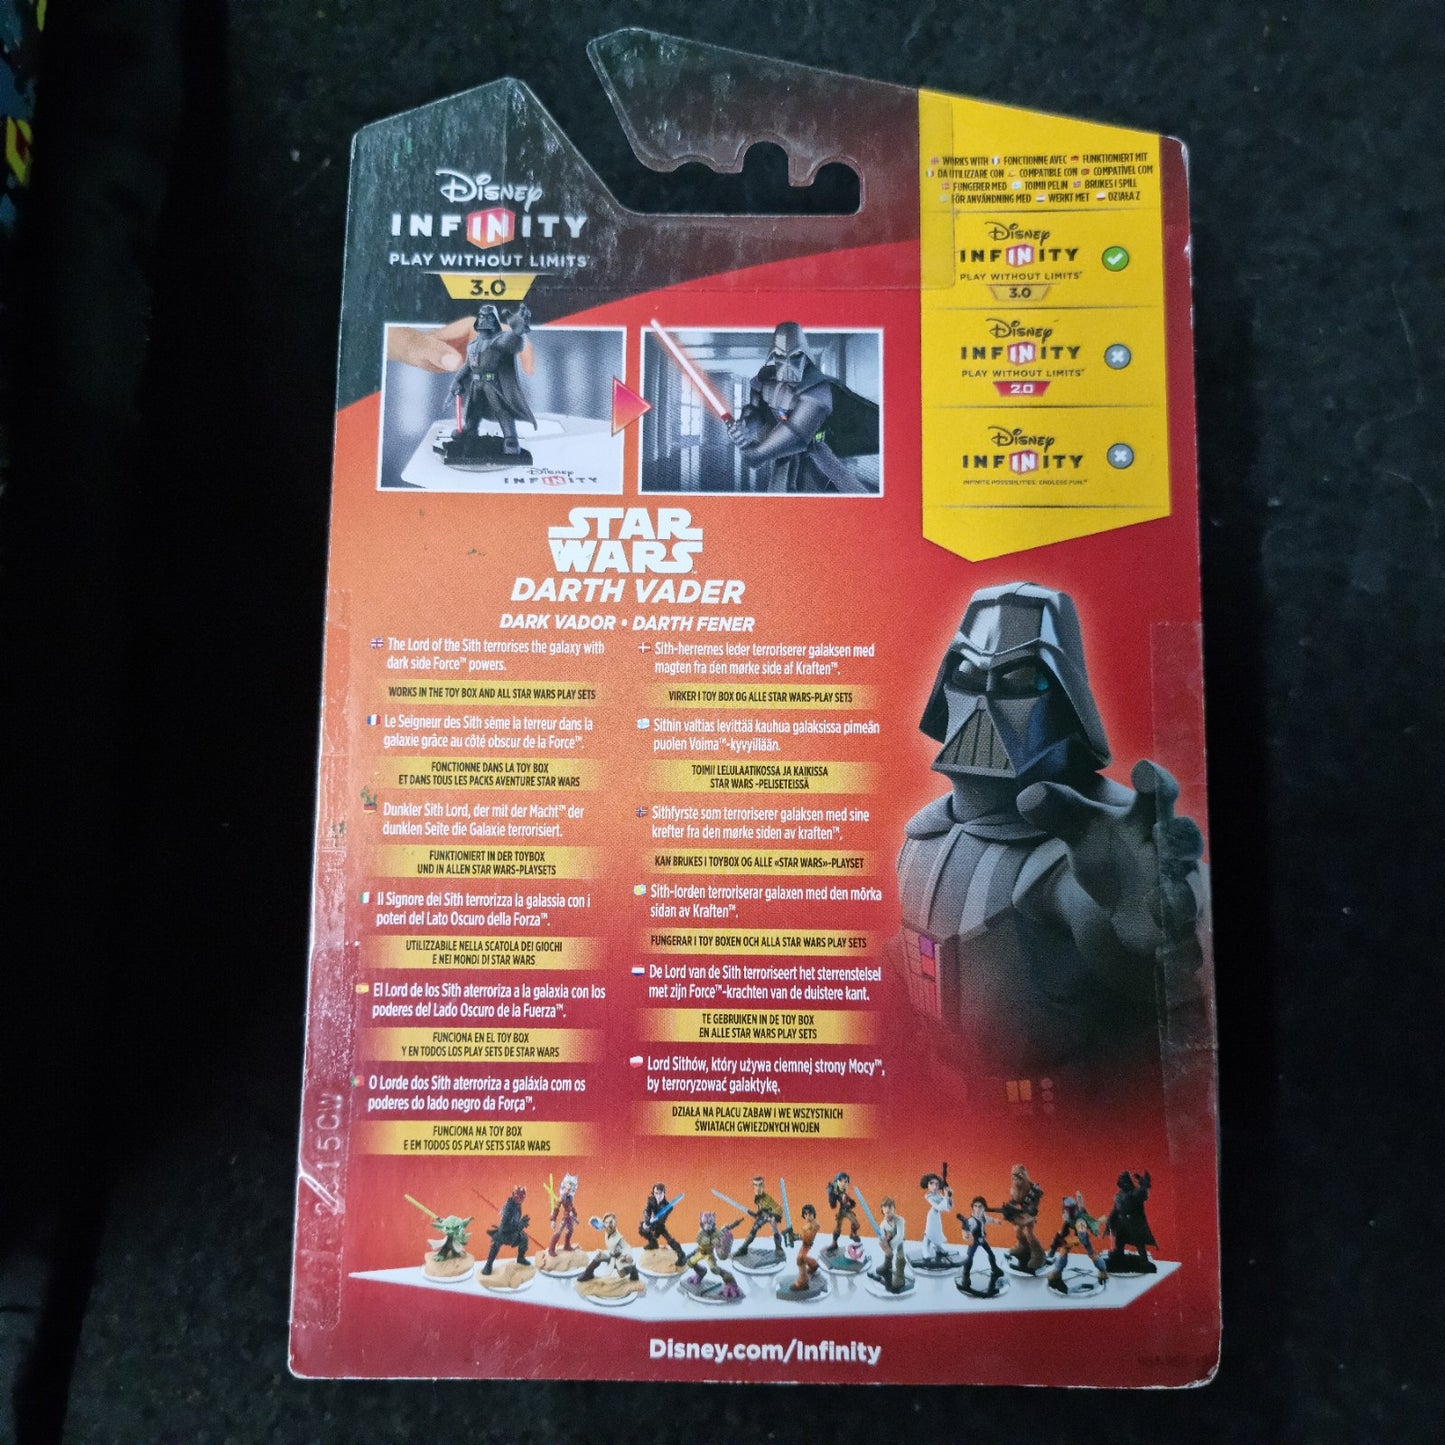 Disney
INFINITY
PLAY WITHOUT LIMITS
3.0
WORKS WITH FONCTIONNE AVEC FUNKTIONIERT MIT
DA UTILIZZARE CON COMPATIBLE CON COMPATÍVEL COM
FUNGERER MED TOIMII PELIN BRUKES I SPILL
FÖR ANVÄNDNING MED WERKT MET DZIAŁA Z
Disney
INFINITY
PLAY WITHOUT LIMITS
3.0
Disney
INFINITY
PLAY WITHOUT LIMITS
2.0
Disney
INFINITY
INFINITE POSSIBILITIES. ENDLESS FUN.
Disney
INFINITY
STAR
WARS
DARTH VADER
DARK VADOR • DARTH FENER
The Lord of the Sith terrorises the galaxy with
dark side Force™ powers.
WORKS IN THE TOY BOX AND ALL STAR WARS PLAY SETS
Le Seigneur des Sith sème la terreur dans la
galaxie grâce au côté obscur de la Force™.
FONCTIONNE DANS LA TOY BOX
ET DANS TOUS LES PACKS AVENTURE STAR WARS
Dunkler Sith Lord, der mit der Macht™ der
dunklen Seite die Galaxie terrorisiert.
FUNKTIONIERT IN DER TOYBOX
UND IN ALLEN STAR WARS-PLAYSETS
Il Signore dei Sith terrorizza la galassia con i
poteri del Lato Oscuro della Forza™.
UTILIZZABILE NELLA SCATOLA DEI GIOCHI
E NEI MONDI DI STAR WARS
El Lord de los Sith aterroriza a la galaxia con los
poderes del Lado Oscuro de la Fuerza™.
FUNCIONA EN EL TOY BOX
Y EN TODOS LOS PLAY SETS DE STAR WARS
O Lorde dos Sith aterroriza a galáxia com os
poderes do lado negro da Força™.
FUNCIONA NA TOY BOX
E EM TODOS OS PLAY SETS STAR WARS
Sith-herrernes leder terroriserer galaksen med
magten fra den mørke side af Kraften™.
VIRKER I TOY BOX OG ALLE STAR WARS-PLAY SETS
Sithin valtias levittää kauhua galaksissa pimeän
puolen Voima™-kyvyillään.
TOIMII LELULAATIKOSSA JA KAIKISSA
STAR WARS -PELISETEISSÄ
Sithfyrste som terroriserer galaksen med sine
krefter fra den mørke siden av kraften™.
KAN BRUKES I TOYBOX OG ALLE «STAR WARS»-PLAYSET
Sith-lorden terroriserar galaxen med den mörka
sidan av Kraften™.
FUNGERAR I TOY BOXEN OCH ALLA STAR WARS PLAY SETS
De Lord van de Sith terroriseert het sterrenstelsel
met zijn Force™-krachten van de duistere kant.
TE GEBRUIKEN IN DE TOY BOX
EN ALLE STAR WARS PLAY SETS
Lord Sithów, który używa ciemnej strony Mocy™,
by terroryzować galaktykę.
DZIAŁA NA PLACU ZABAW I WE WSZYSTKICH
ŚWIATACH GWIEZDNYCH WOJEN
215CW
Disney.com/Infinity